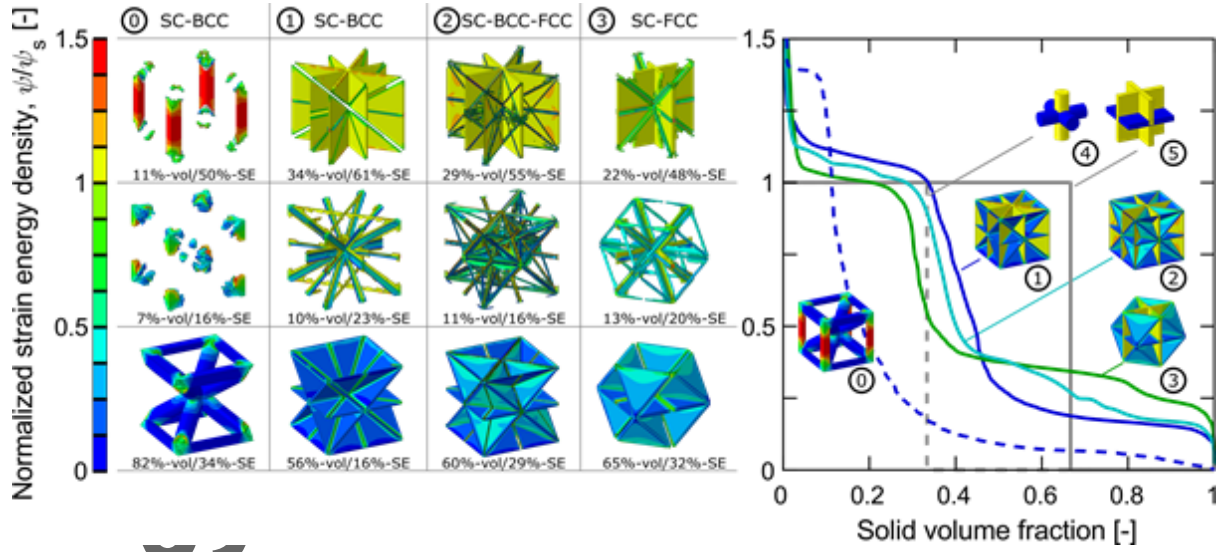 Normalized strain energy density, ψ/ψs [-]
1.5
1
0.5
0
0 SC-BCC
1 SC-BCC
2 SC-BCC-FCC
3 SC-FCC
11%-vol/50%-SE
34%-vol/61%-SE
29%-vol/55%-SE
22%-vol/48%-SE
7%-vol/16%-SE
10%-vol/23%-SE
11%-vol/16%-SE
13%-vol/20%-SE
82%-vol/34%-SE
56%-vol/16%-SE
60%-vol/29%-SE
65%-vol/32%-SE
1.5
1
0.5
0
4
5
1
2
0
3
0 0.2 0.4 0.6 0.8 1
Solid volume fraction [-]